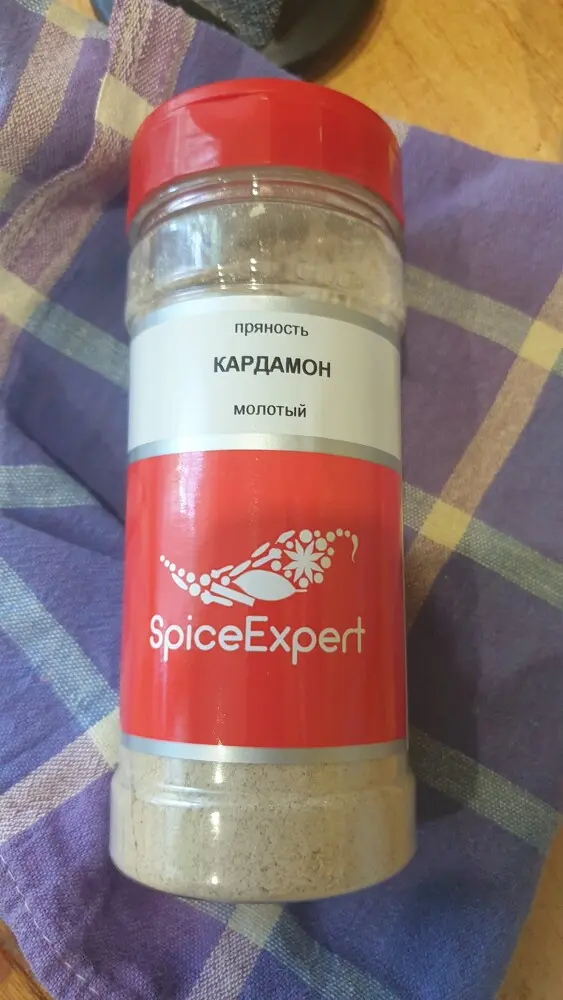 пряность
КАРДАМОН
молотый
SpiceExpert